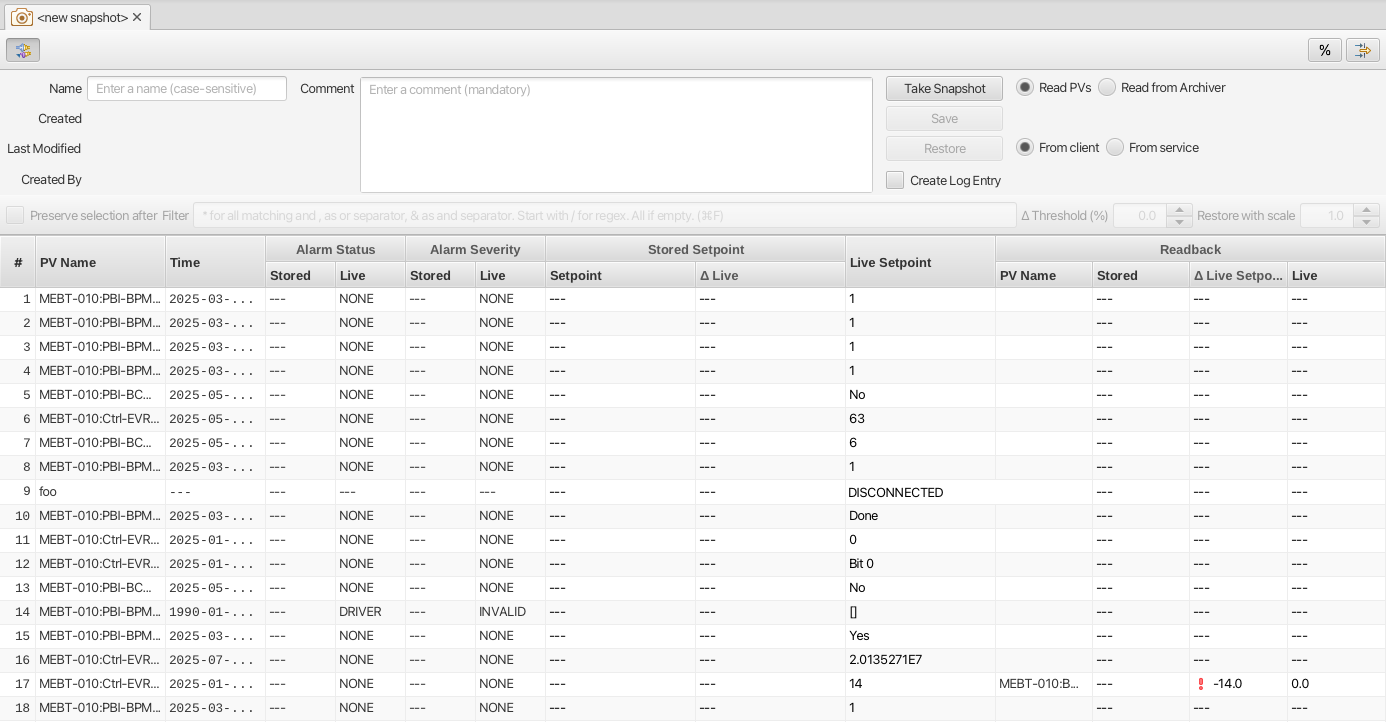 <new snapshot>
%
Name Enter a name (case-sensitive) Comment Enter a comment (mandatory) Take Snapshot Read PVs Read from Archiver
Created Save
Last Modified Restore From client From service
Created By Create Log Entry
Preserve selection after Filter * for all matching and , as or separator, & as and separator. Start with / for regex. All if empty. (⌘F) Δ Threshold (%) 0.0 Restore with scale 1.0
# PV Name Time Alarm Status Alarm Severity Stored Setpoint Live Setpoint Readback
Stored Live Stored Live Setpoint Δ Live PV Name Stored Δ Live Setpo... Live
1 MEBT-010:PBI-BPM... 2025-03-... --- NONE --- NONE --- --- 1 --- --- ---
2 MEBT-010:PBI-BPM... 2025-03-... --- NONE --- NONE --- --- 1 --- --- ---
3 MEBT-010:PBI-BPM... 2025-03-... --- NONE --- NONE --- --- 1 --- --- ---
4 MEBT-010:PBI-BPM... 2025-03-... --- NONE --- NONE --- --- 1 --- --- ---
5 MEBT-010:PBI-BC... 2025-05-... --- NONE --- NONE --- --- No --- --- ---
6 MEBT-010:Ctrl-EVR... 2025-05-... --- NONE --- NONE --- --- 63 --- --- ---
7 MEBT-010:PBI-BC... 2025-05-... --- NONE --- NONE --- --- 6 --- --- ---
8 MEBT-010:PBI-BPM... 2025-03-... --- NONE --- NONE --- --- 1 --- --- ---
9 foo --- --- --- --- --- --- --- DISCONNECTED --- --- ---
10 MEBT-010:PBI-BPM... 2025-03-... --- NONE --- NONE --- --- Done --- --- ---
11 MEBT-010:Ctrl-EVR... 2025-01-... --- NONE --- NONE --- --- 0 --- --- ---
12 MEBT-010:Ctrl-EVR... 2025-01-... --- NONE --- NONE --- --- Bit 0 --- --- ---
13 MEBT-010:PBI-BC... 2025-05-... --- NONE --- NONE --- --- No --- --- ---
14 MEBT-010:PBI-BPM... 1990-01-... --- DRIVER --- INVALID --- --- [] --- --- ---
15 MEBT-010:PBI-BPM... 2025-03-... --- NONE --- NONE --- --- Yes --- --- ---
16 MEBT-010:Ctrl-EVR... 2025-07-... --- NONE --- NONE --- --- 2.0135271E7 --- --- ---
17 MEBT-010:Ctrl-EVR... 2025-01-... --- NONE --- NONE --- --- 14 MEBT-010:B... --- -14.0 0.0
18 MEBT-010:PBI-BPM... 2025-03-... --- NONE --- NONE --- --- 1 --- --- ---